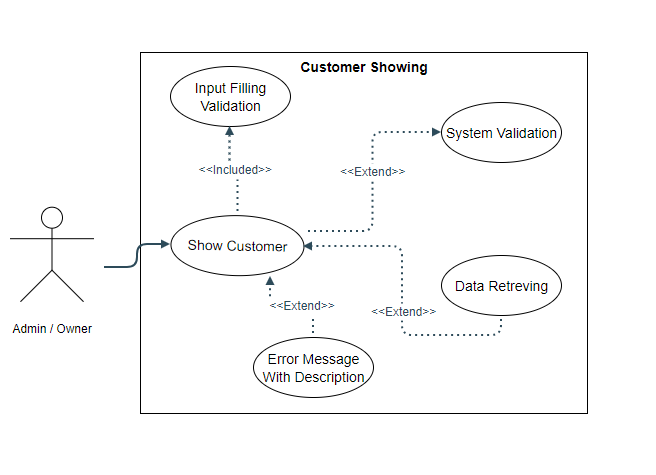 Customer Showing
Input Filling
Validation
System Validation
<<Included>>
<<Extend>>
Show Customer
Admin / Owner
Data Retreving
<<Extend>>
<<Extend>>
Error Message
With Description